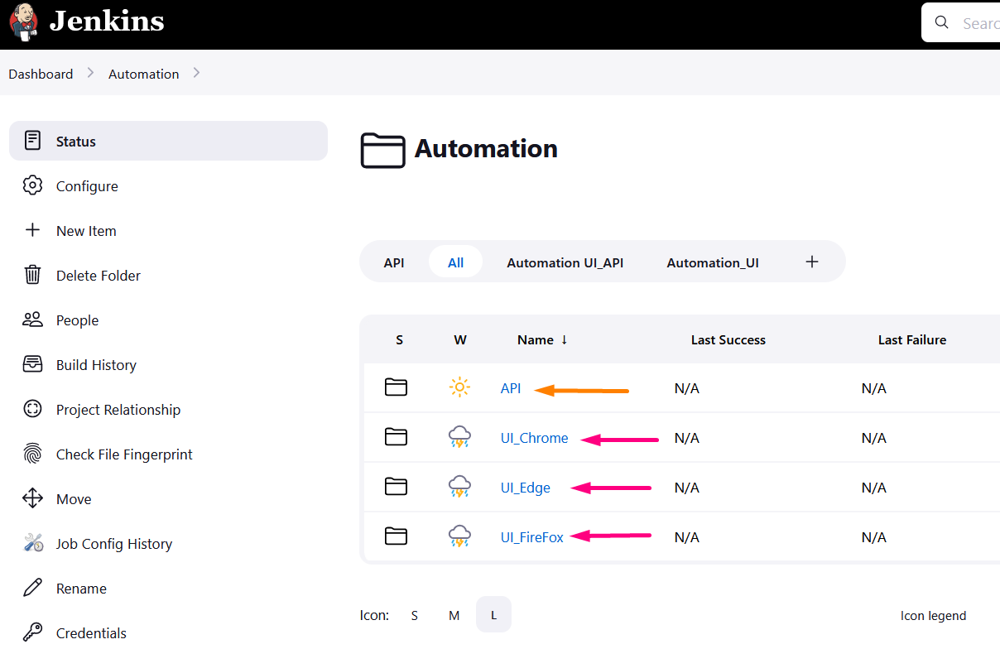 Jenkins
Searc
Dashboard
Automation
Status
Configure
New Item
Delete Folder
People
Build History
Project Relationship
Check File Fingerprint
Move
Job Config History
Rename
Credentials
Automation
API All Automation UI_API Automation_UI
S W Name ↓ Last Success Last Failure
API N/A N/A
UI_Chrome N/A N/A
UI_Edge N/A N/A
UI_FireFox N/A N/A
Icon: S M L Icon legend